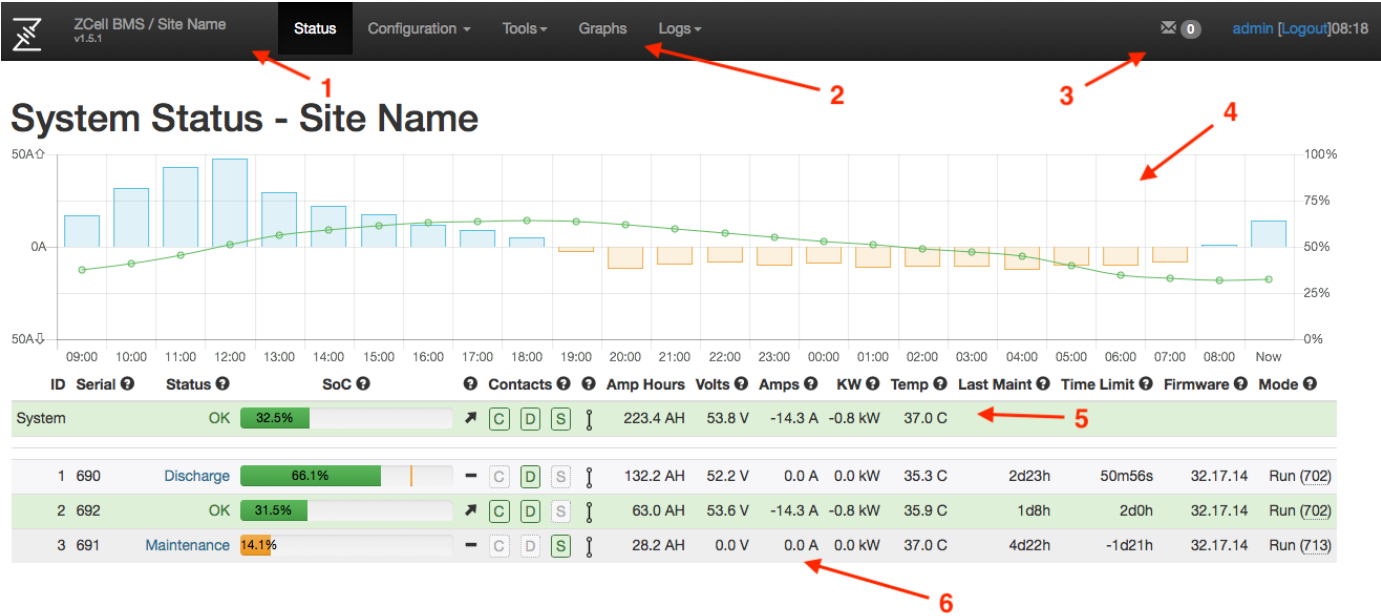 ZCell BMS / Site Name Status Configuration Tools Graphs Logs 0 admin [Logout]08:18
v1.5.1
1 2 3
System Status - Site Name
4
50A 100%
75%
0A 50%
25%
50A 0%
09:00 10:00 11:00 12:00 13:00 14:00 15:00 16:00 17:00 18:00 19:00 20:00 21:00 22:00 23:00 00:00 01:00 02:00 03:00 04:00 05:00 06:00 07:00 08:00 Now
ID Serial ? Status ? SoC ? ? Contacts ? ? Amp Hours Volts ? Amps ? KW ? Temp ? Last Maint ? Time Limit ? Firmware ? Mode ?
System OK 32.5% C D S 223.4 AH 53.8 V -14.3 A -0.8 kW 37.0 C 5
1 690 Discharge 66.1% C D S 132.2 AH 52.2 V 0.0 A 0.0 kW 35.3 C 2d23h 50m56s 32.17.14 Run (702)
2 692 OK 31.5% C D S 63.0 AH 53.6 V -14.3 A -0.8 kW 35.9 C 1d8h 2d0h 32.17.14 Run (702)
3 691 Maintenance 14.1% C D S 28.2 AH 0.0 V 0.0 A 0.0 kW 37.0 C 4d22h -1d21h 32.17.14 Run (713)
6